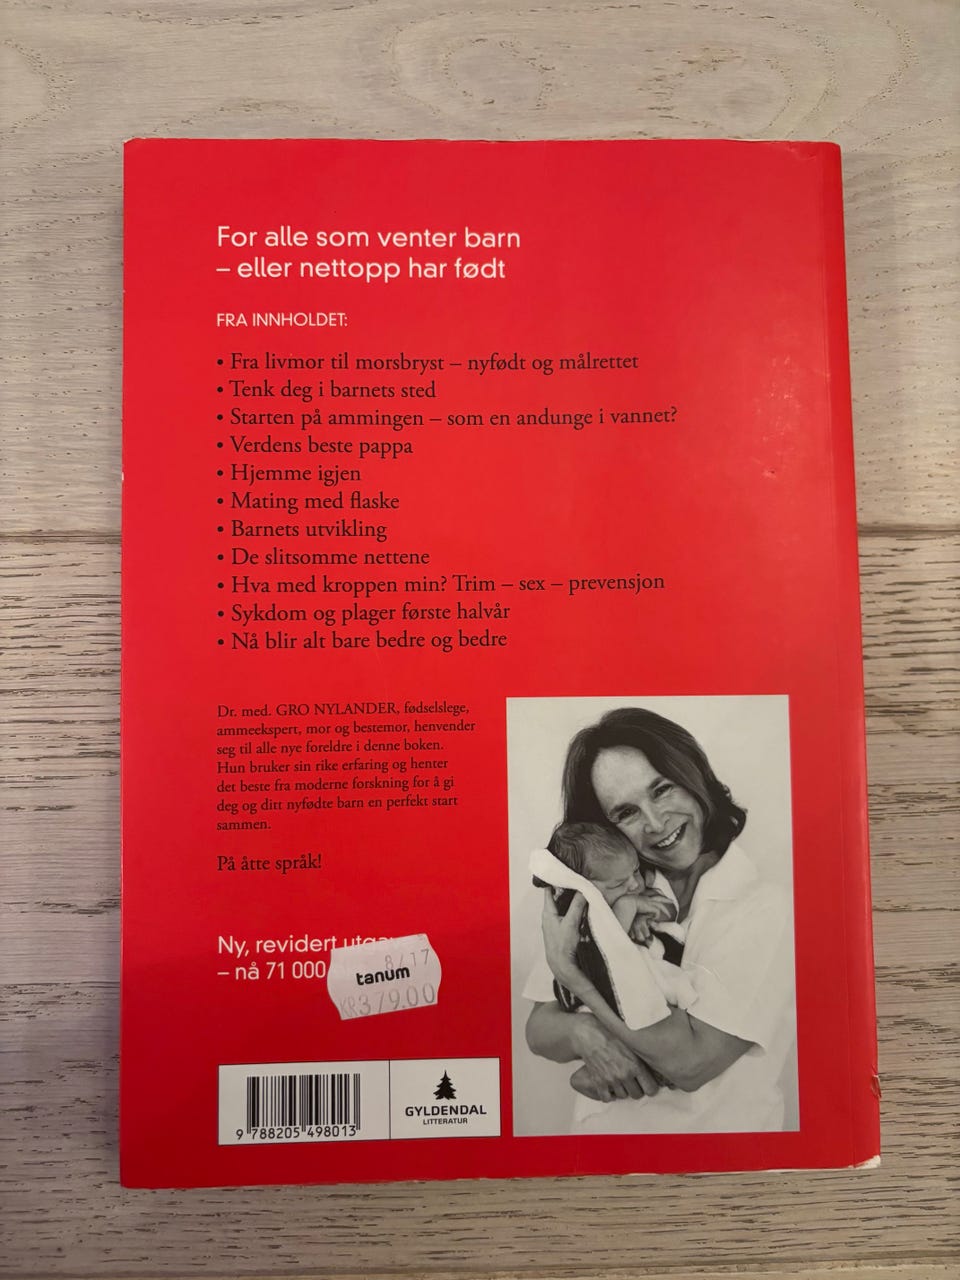 For alle som venter barn
– eller nettopp har født
FRA INNHOLDET:
• Fra livmor til morsbryst – nyfødt og målrettet
• Tenk deg i barnets sted
• Starten på ammingen – som en andunge i vannet?
• Verdens beste pappa
• Hjemme igjen
• Mating med flaske
• Barnets utvikling
• De slitsomme nettene
• Hva med kroppen min? Trim – sex – prevensjon
• Sykdom og plager første halvår
• Nå blir alt bare bedre og bedre
Dr. med. GRO NYLANDER, fødselslege,
ammeekspert, mor og bestemor, henvender
seg til alle nye foreldre i denne boken.
Hun bruker sin rike erfaring og henter
det beste fra moderne forskning for å gi
deg og ditt nyfødte barn en perfekt start
sammen.
På åtte språk!
Ny, revidert
– nå 71 000
8/17
tanum
KR379.00
9 788205 498013
GYLDENDAL
LITTERATUR